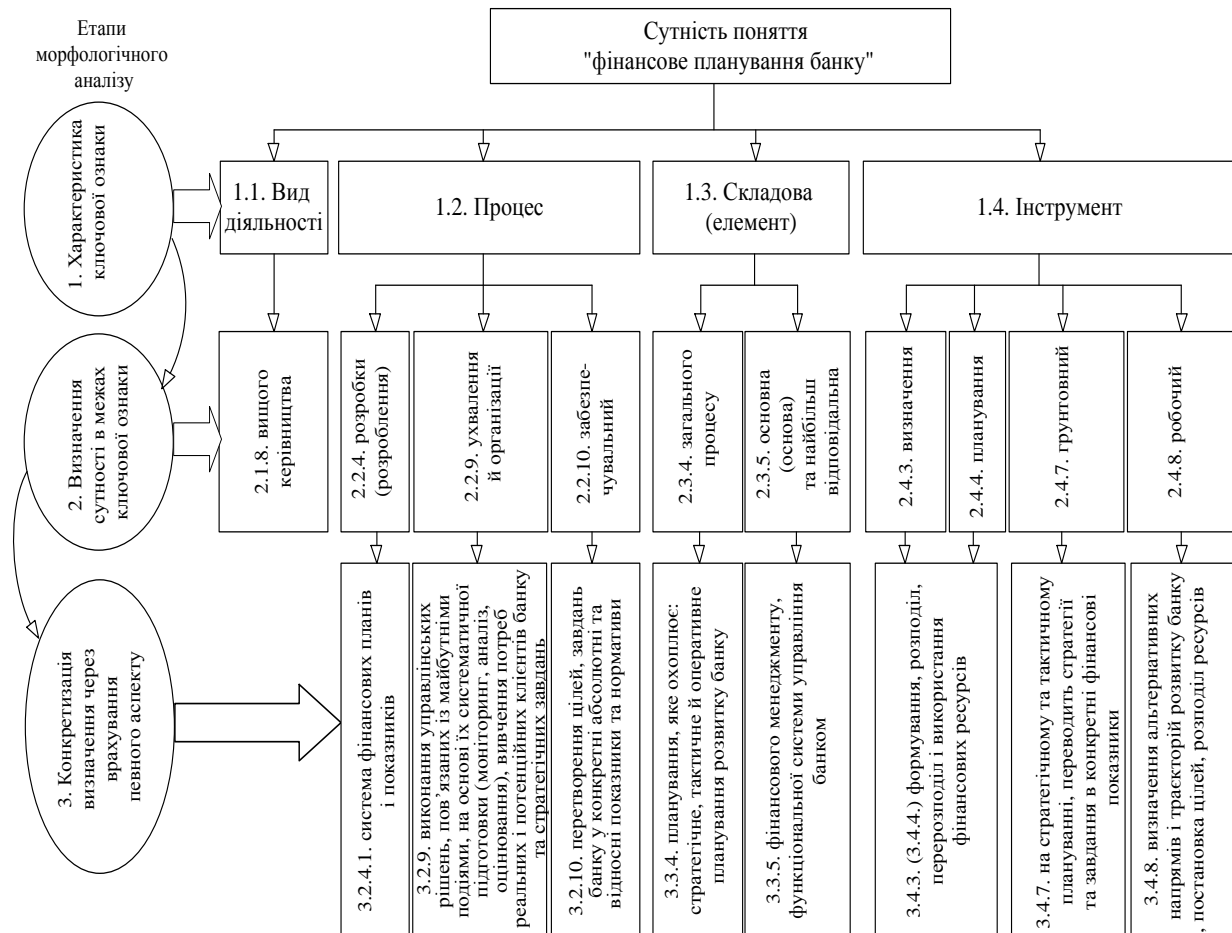 Етапи
морфологічного
аналізу
Сутність поняття
"фінансове планування банку"
1. Характеристика
ключової ознаки
1.1. Вид
діяльності
1.2. Процес
1.3. Складова
(елемент)
1.4. Інструмент
2. Визначення
сутності в межах
ключової ознаки
2.1.8. вищого
керівництва
2.2.4. розробки
(розроблення)
2.2.9. ухвалення
й організації
2.2.10. забезпе-
чувальний
2.3.4. загального
процесу
2.3.5. основна
(основа)
та найбільш
відповідальна
2.4.3. визначення
2.4.4. планування
2.4.7. грунтовний
2.4.8. робочий
3. Конкретизація
визначення через
врахування
певного аспекту
3.2.4.1. система фінансових планів
і показників
3.2.9. виконання управлінських
рішень, пов’язаних із майбутніми
подіями, на основі їх систематичної
підготовки (моніторинг, аналіз,
оцінювання), вивчення потреб
реальних і потенційних клієнтів банку
та стратегічних завдань
3.2.10. перетворення цілей, завдань
банку у конкретні абсолютні та
відносні показники та нормативи
3.3.4. планування, яке охоплює:
стратегічне, тактичне й оперативне
планування розвитку банку
3.3.5. фінансового менеджменту,
функціональної системи управління
банком
3.4.3. (3.4.4.) формування, розподіл,
перерозподіл і використання
фінансових ресурсів
3.4.7. на стратегічному та тактичному
плануванні, переводить стратегії
та завдання в конкретні фінансові
показники
3.4.8. визначення альтернативних
напрямів і траєкторій розвитку банку
, постановка цілей, розподіл ресурсів